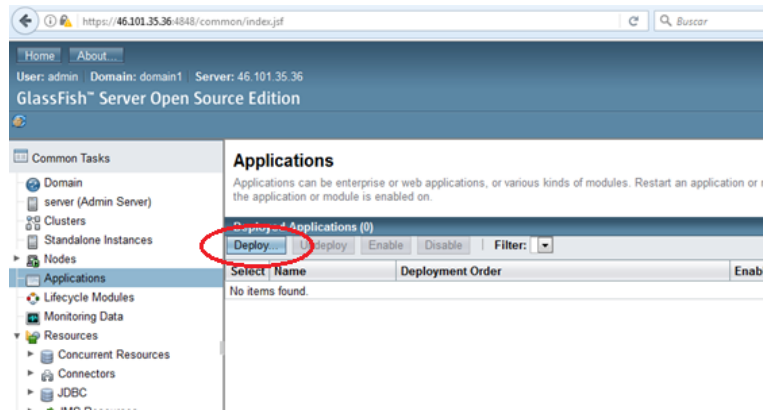 https://46.101.35.36:4848/common/index.jsf
Buscar
Home About...
User: admin Domain: domain1 Server: 46.101.35.36
GlassFish™ Server Open Source Edition
Common Tasks
Domain
server (Admin Server)
Clusters
Standalone Instances
Nodes
Applications
Lifecycle Modules
Monitoring Data
Resources
Concurrent Resources
Connectors
JDBC
Applications
Applications can be enterprise or web applications, or various kinds of modules. Restart an application or
the application or module is enabled on.
Deployed Applications (0)
Deploy... Undeploy Enable Disable Filter:
Select Name Deployment Order Enab
No items found.